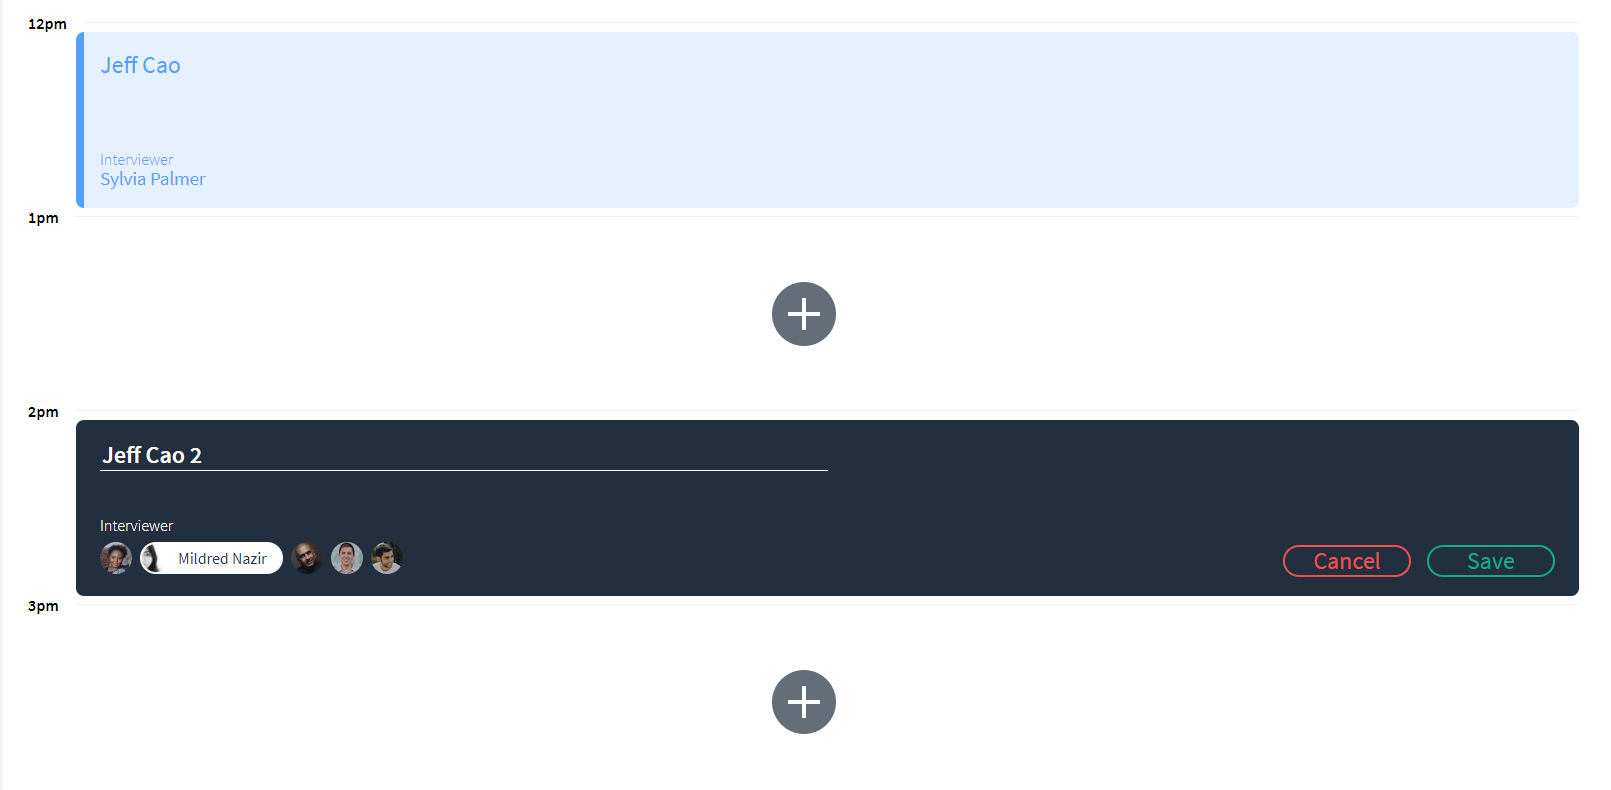 12pm
Jeff Cao
Interviewer
Sylvia Palmer
1pm
2pm
Jeff Cao 2
Interviewer
Mildred Nazir
Cancel
Save
3pm